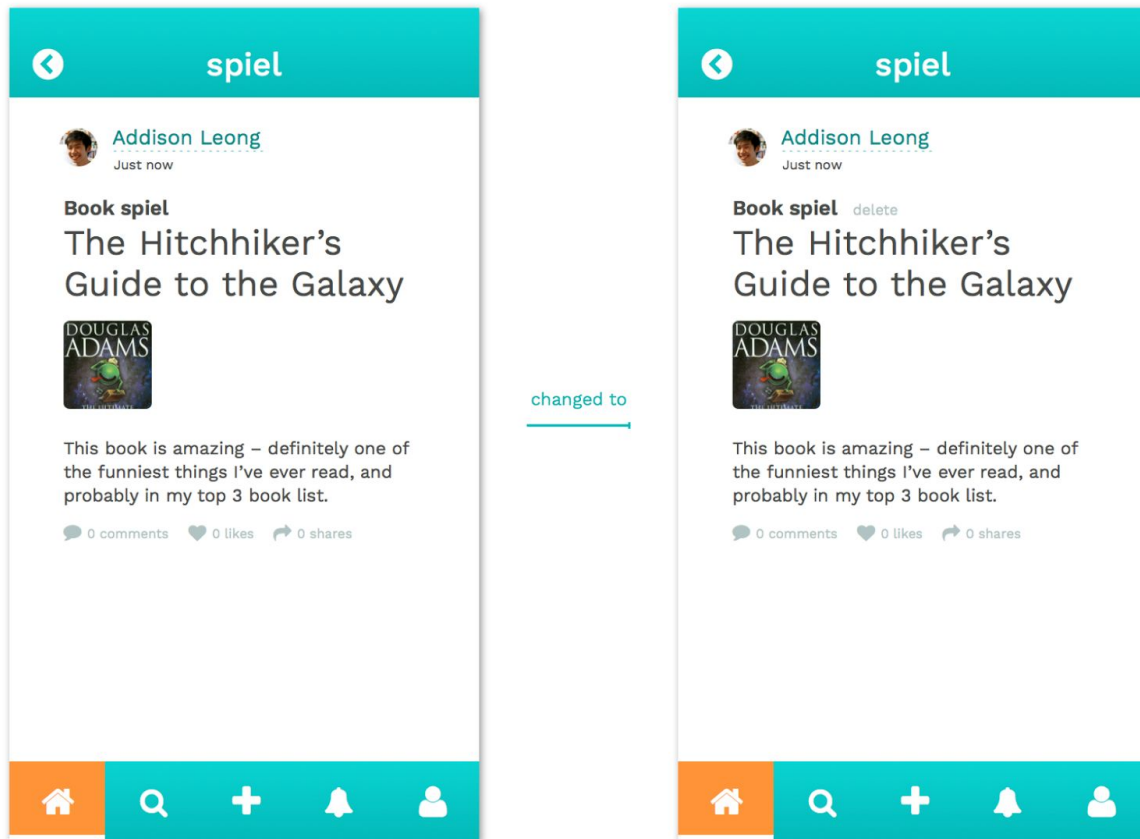 spiel
Addison Leong
Just now
Book spiel
The Hitchhiker’s
Guide to the Galaxy
DOUGLAS
ADAMS
THE ULTIMATE
This book is amazing – definitely one of
the funniest things I’ve ever read, and
probably in my top 3 book list.
0 comments 0 likes 0 shares
changed to
spiel
Addison Leong
Just now
Book spiel delete
The Hitchhiker’s
Guide to the Galaxy
DOUGLAS
ADAMS
THE ULTIMATE
This book is amazing – definitely one of
the funniest things I’ve ever read, and
probably in my top 3 book list.
0 comments 0 likes 0 shares